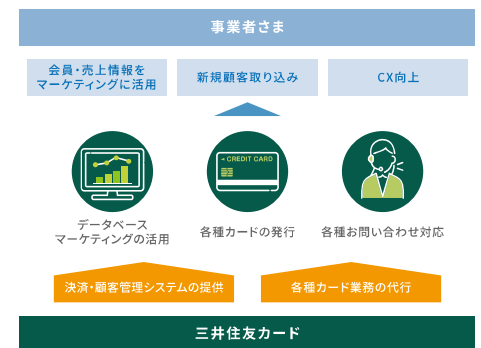 事業者さま
会員・売上情報を
マーケティングに活用
新規顧客取り込み
CX向上
CREDIT CARD
データベース
マーケティングの活用
各種カードの発行
各種お問い合わせ対応
決済・顧客管理システムの提供
各種カード業務の代行
三井住友カード